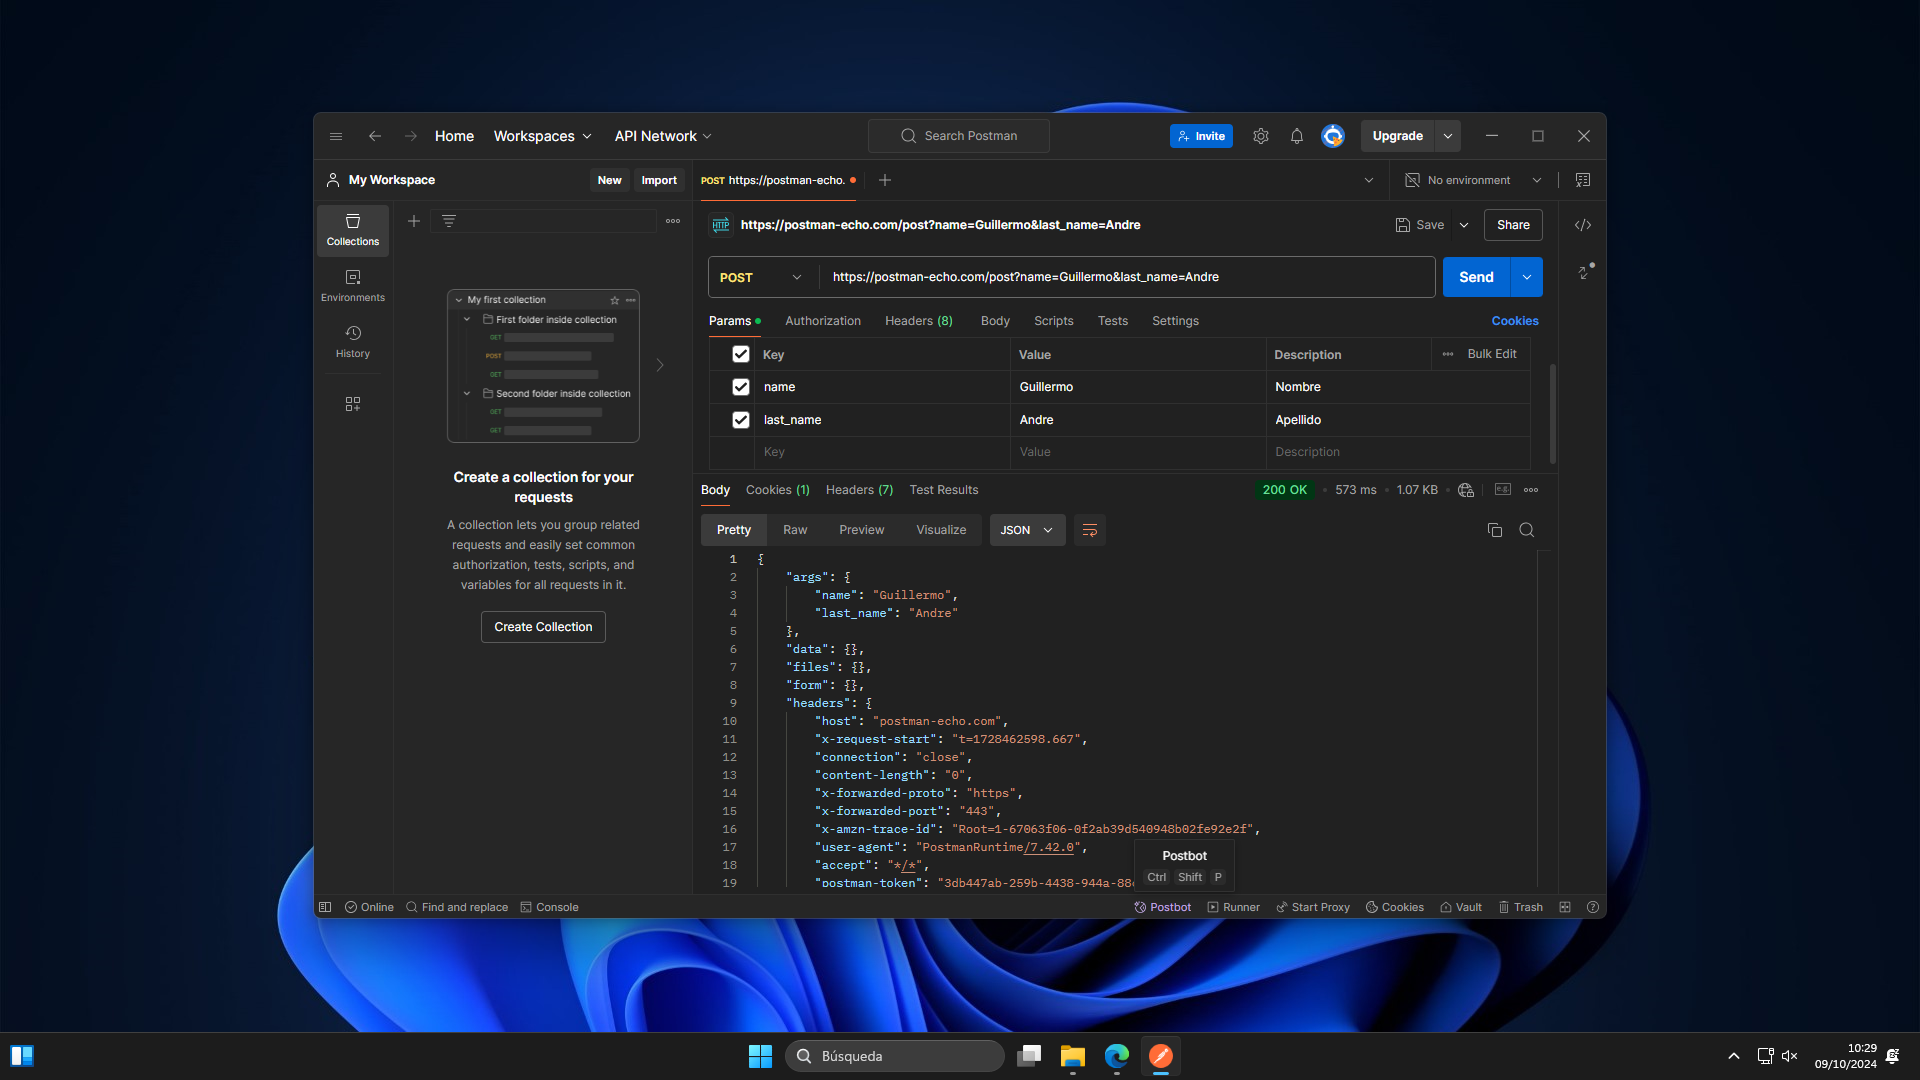 Home
Workspaces
API Network
Search Postman
Invite
Upgrade
My Workspace
New
Import
POST https://postman-echo.
No environment
Collections
Environments
History
My first collection
First folder inside collection
GET
POST
GET
Second folder inside collection
GET
GET
Create a collection for your
requests
A collection lets you group related
requests and easily set common
authorization, tests, scripts, and
variables for all requests in it.
Create Collection
HTTP
https://postman-echo.com/post?name=Guillermo&last_name=Andre
Save
Share
POST
https://postman-echo.com/post?name=Guillermo&last_name=Andre
Send
Params
Authorization
Headers (8)
Body
Scripts
Tests
Settings
Cookies
Key
Value
Description
Bulk Edit
name
Guillermo
Nombre
last_name
Andre
Apellido
Key
Value
Description
Body
Cookies (1)
Headers (7)
Test Results
200 OK
573 ms
1.07 KB
e.g.
Pretty
Raw
Preview
Visualize
JSON
1 {
2 "args": {
3 "name": "Guillermo",
4 "last_name": "Andre"
5 },
6 "data": {},
7 "files": {},
8 "form": {},
9 "headers": {
10 "host": "postman-echo.com",
11 "x-request-start": "t=1728462598.667",
12 "connection": "close",
13 "content-length": "0",
14 "x-forwarded-proto": "https",
15 "x-forwarded-port": "443",
16 "x-amzn-trace-id": "Root=1-67063f06-0f2ab39d540948b02fe92e2f",
17 "user-agent": "PostmanRuntime/7.42.0",
18 "accept": "*/*",
19 "postman-token": "3db447ab-259b-4438-944a-88
Postbot
Ctrl Shift P
Online
Find and replace
Console
Postbot
Runner
Start Proxy
Cookies
Vault
Trash
Búsqueda
10:29
09/10/2024